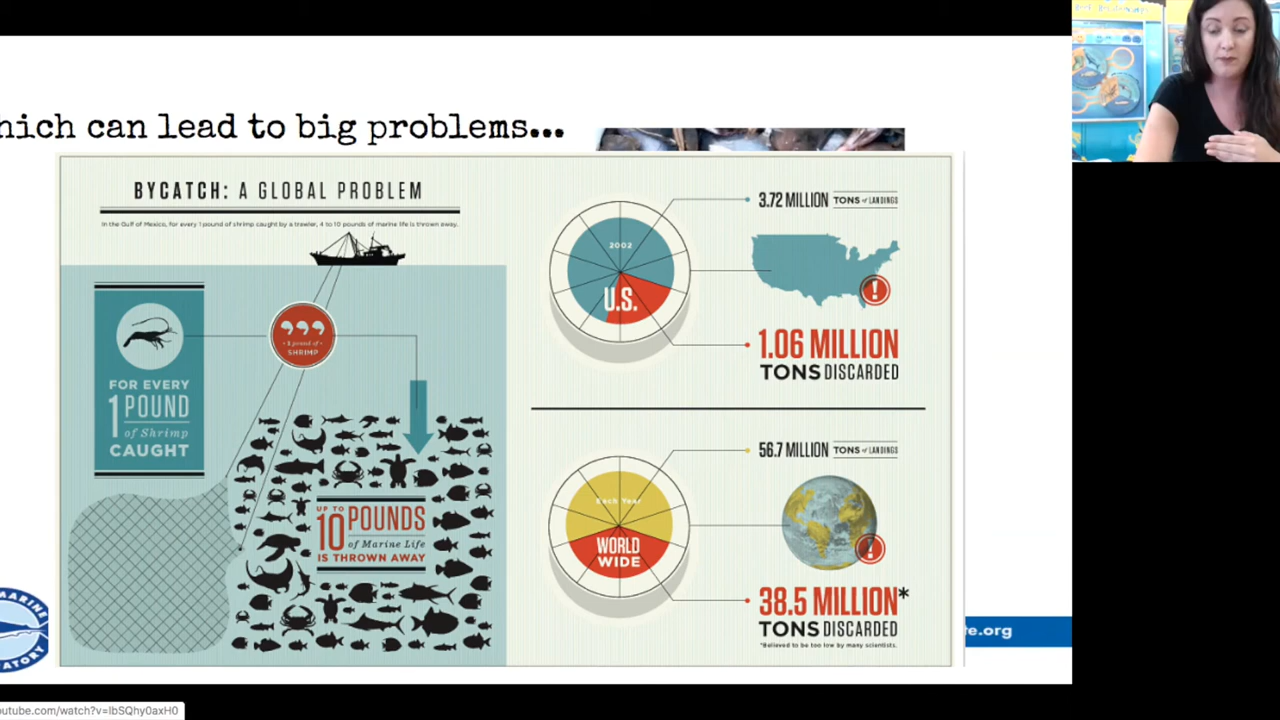 hich can lead to big problems...
BYCATCH: A GLOBAL PROBLEM
In the Gulf of Mexico, for every 1 pound of shrimp caught by a trawler, 4 to 10 pounds of marine life is thrown away.
1 pound of
SHRIMP
FOR EVERY
1 POUND
of Shrimp
CAUGHT
UP TO
10 POUNDS
of Marine Life
IS THROWN AWAY
2002
U.S.
3.72 MILLION TONS of LANDINGS
!
1.06 MILLION
TONS DISCARDED
Each Year
WORLD
WIDE
56.7 MILLION TONS of LANDINGS
!
38.5 MILLION*
TONS DISCARDED
*Believed to be too low by many scientists.
MARINE
ATORY
te.org
outube.com/watch?v=IbSQhy0axH0